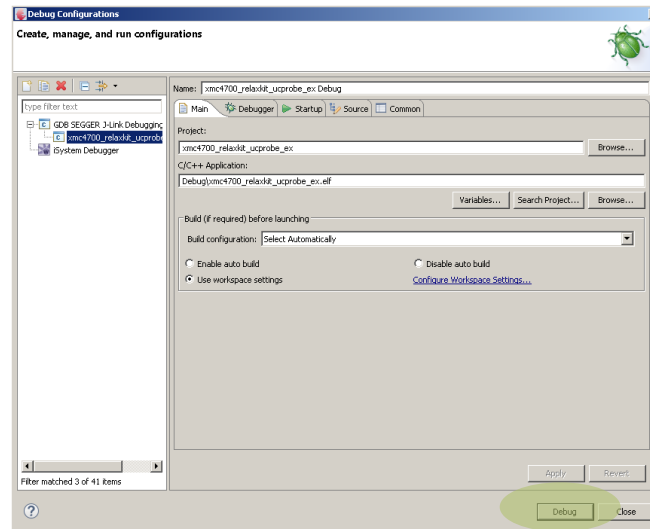 Debug Configurations
Create, manage, and run configurations
Name: xmc4700_relaxkit_ucprobe_ex Debug
type filter text
GDB SEGGER J-Link Debugging
xmc4700_relaxkit_ucprobe
iSystem Debugger
Main Debugger Startup Source Common
Project:
xmc4700_relaxkit_ucprobe_ex Browse...
C/C++ Application:
Debug\xmc4700_relaxkit_ucprobe_ex.elf
Variables... Search Project... Browse...
Build (if required) before launching
Build configuration: Select Automatically
Enable auto build Disable auto build
Use workspace settings Configure Workspace Settings...
Filter matched 3 of 41 items
Apply Revert
? Debug Close